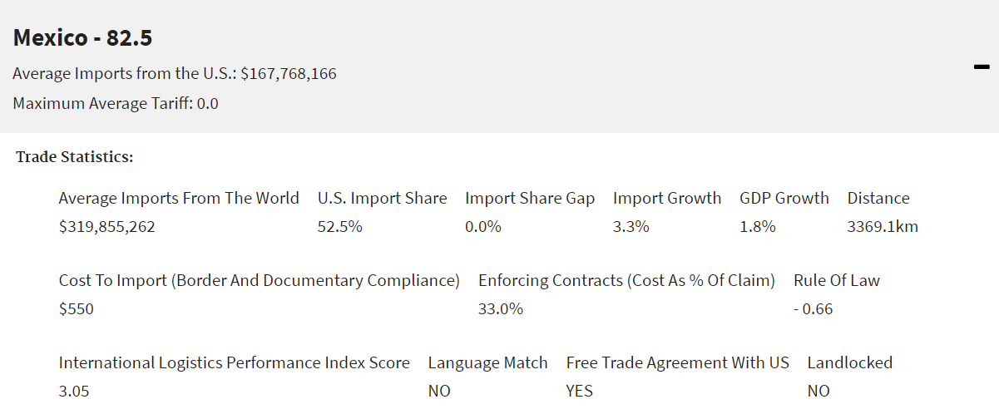 Mexico - 82.5
Average Imports from the U.S.: $167,768,166
Maximum Average Tariff: 0.0
Trade Statistics:
Average Imports From The World U.S. Import Share Import Share Gap Import Growth GDP Growth Distance
$319,855,262 52.5% 0.0% 3.3% 1.8% 3369.1km
Cost To Import (Border And Documentary Compliance) Enforcing Contracts (Cost As % Of Claim) Rule Of Law
$550 33.0% - 0.66
International Logistics Performance Index Score Language Match Free Trade Agreement With US Landlocked
3.05 NO YES NO